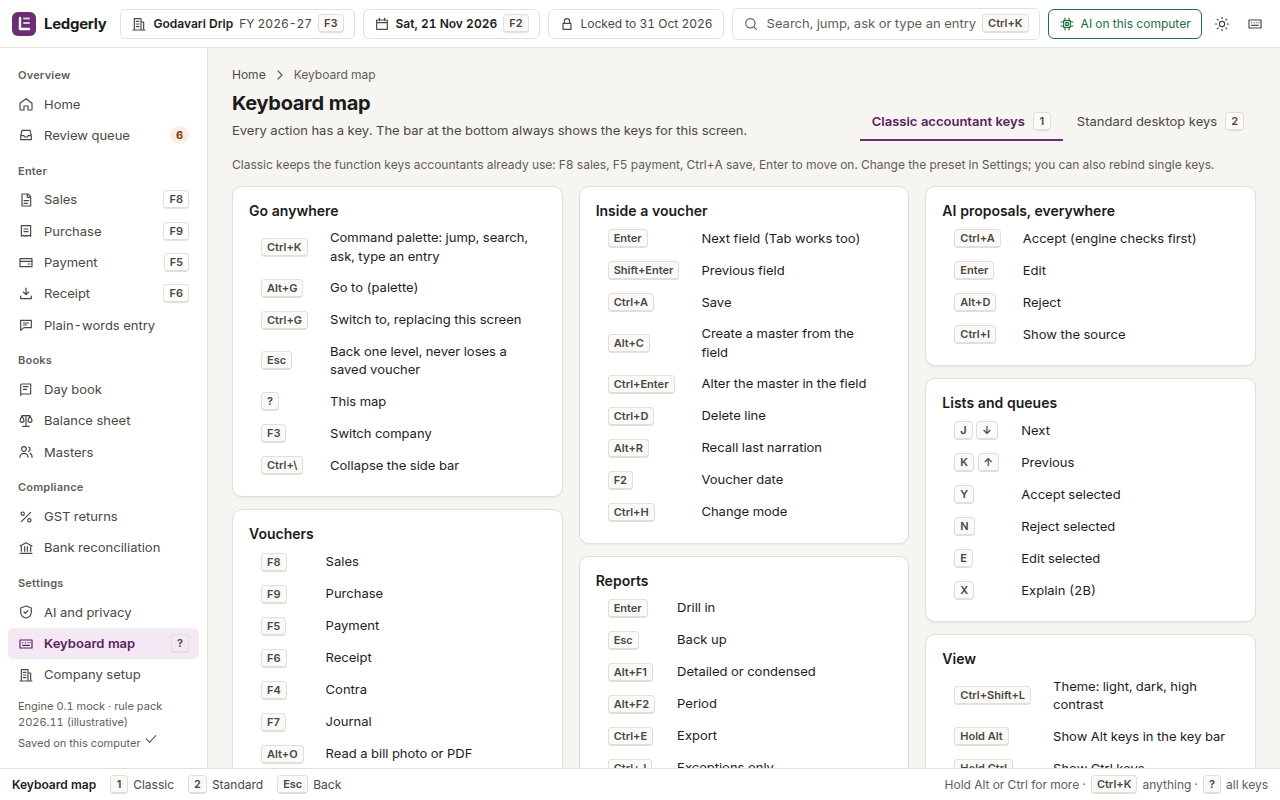 Ledgerly
Godavari Drip FY 2026-27 F3
Sat, 21 Nov 2026 F2
Locked to 31 Oct 2026
Search, jump, ask or type an entry Ctrl+K
AI on this computer
Overview
Home
Review queue 6
Enter
Sales F8
Purchase F9
Payment F5
Receipt F6
Plain-words entry
Books
Day book
Balance sheet
Masters
Compliance
GST returns
Bank reconciliation
Settings
AI and privacy
Keyboard map ?
Company setup
Engine 0.1 mock · rule pack
2026.11 (illustrative)
Saved on this computer
Home > Keyboard map
Keyboard map
Every action has a key. The bar at the bottom always shows the keys for this screen.
Classic accountant keys 1
Standard desktop keys 2
Classic keeps the function keys accountants already use: F8 sales, F5 payment, Ctrl+A save, Enter to move on. Change the preset in Settings; you can also rebind single keys.
Go anywhere
Ctrl+K Command palette: jump, search,
ask, type an entry
Alt+G Go to (palette)
Ctrl+G Switch to, replacing this screen
Esc Back one level, never loses a
saved voucher
? This map
F3 Switch company
Ctrl+\ Collapse the side bar
Vouchers
F8 Sales
F9 Purchase
F5 Payment
F6 Receipt
F4 Contra
F7 Journal
Alt+O Read a bill photo or PDF
Inside a voucher
Enter Next field (Tab works too)
Shift+Enter Previous field
Ctrl+A Save
Alt+C Create a master from the
field
Ctrl+Enter Alter the master in the field
Ctrl+D Delete line
Alt+R Recall last narration
F2 Voucher date
Ctrl+H Change mode
Reports
Enter Drill in
Esc Back up
Alt+F1 Detailed or condensed
Alt+F2 Period
Ctrl+E Export
Ctrl+J Exceptions only
AI proposals, everywhere
Ctrl+A Accept (engine checks first)
Enter Edit
Alt+D Reject
Ctrl+I Show the source
Lists and queues
J ↓ Next
K ↑ Previous
Y Accept selected
N Reject selected
E Edit selected
X Explain (2B)
View
Ctrl+Shift+L Theme: light, dark, high
contrast
Hold Alt Show Alt keys in the key bar
Hold Ctrl Show Ctrl keys
Keyboard map 1 Classic 2 Standard Esc Back
Hold Alt or Ctrl for more · Ctrl+K anything · ? all keys